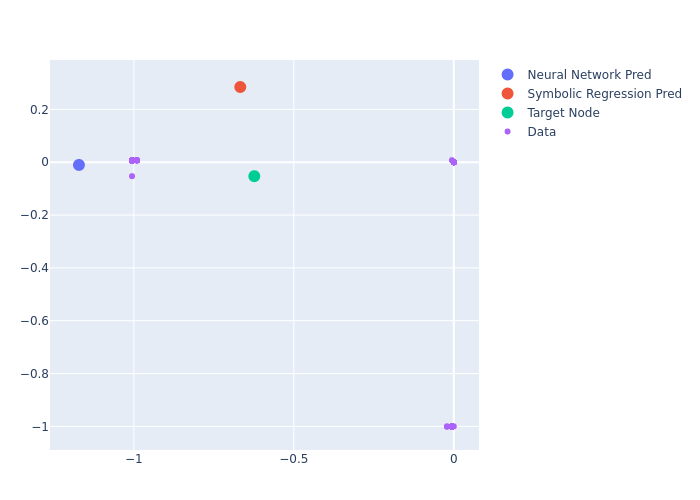 Neural Network Pred
Symbolic Regression Pred
Target Node
Data
0.2
0
−0.2
−0.4
−0.6
−0.8
−1
−1
−0.5
0